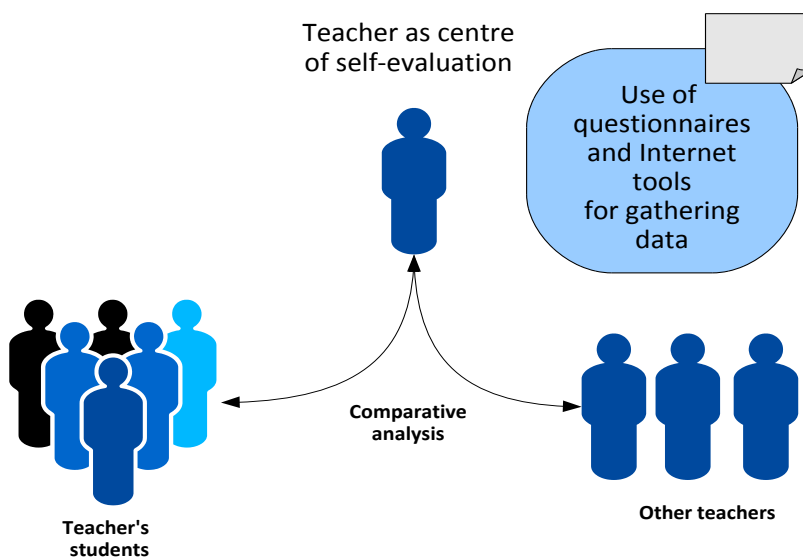 Teacher as centre
of self-evaluation
Use of
questionnaires
and Internet
tools
for gathering
data
Comparative
analysis
Teacher's
students
Other teachers